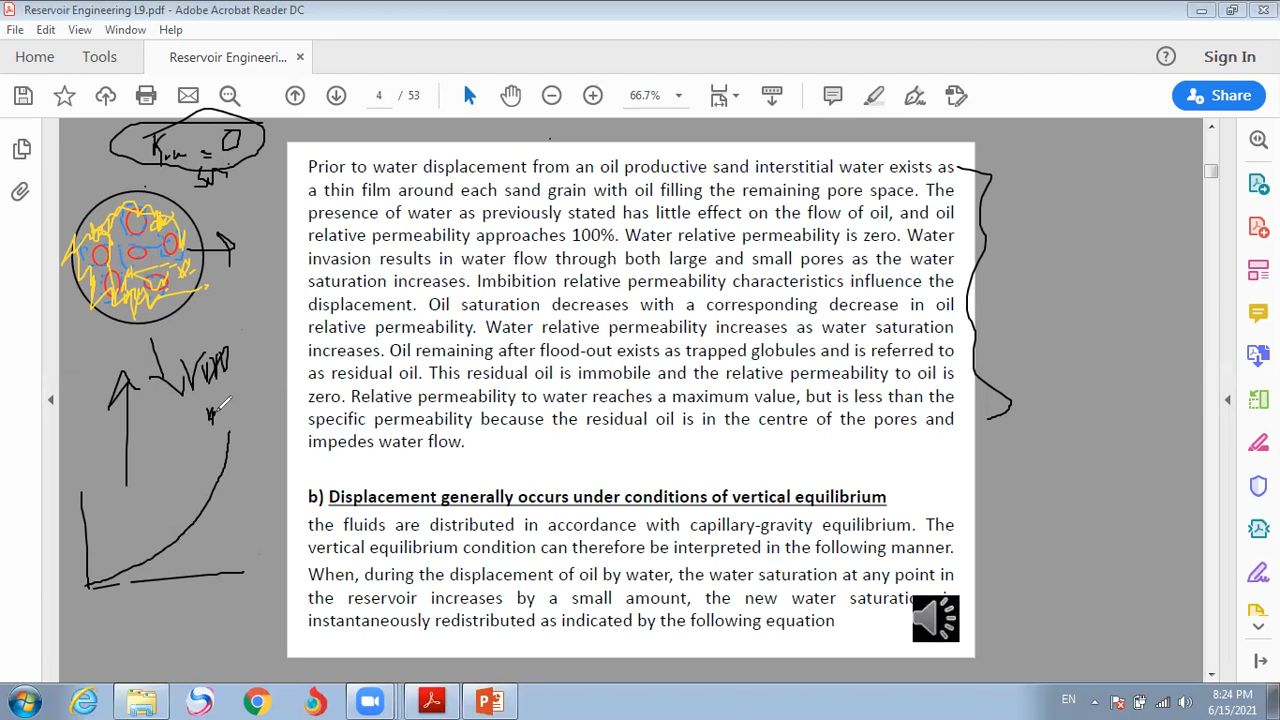 Reservoir Engineering L9.pdf - Adobe Acrobat Reader DC
File Edit View Window Help
Home Tools Reservoir Engineeri... ×
Sign In
4 / 53
66.7%
Share
Prior to water displacement from an oil productive sand interstitial water exists as
a thin film around each sand grain with oil filling the remaining pore space. The
presence of water as previously stated has little effect on the flow of oil, and oil
relative permeability approaches 100%. Water relative permeability is zero. Water
invasion results in water flow through both large and small pores as the water
saturation increases. Imbibition relative permeability characteristics influence the
displacement. Oil saturation decreases with a corresponding decrease in oil
relative permeability. Water relative permeability increases as water saturation
increases. Oil remaining after flood-out exists as trapped globules and is referred to
as residual oil. This residual oil is immobile and the relative permeability to oil is
zero. Relative permeability to water reaches a maximum value, but is less than the
specific permeability because the residual oil is in the centre of the pores and
impedes water flow.
b) Displacement generally occurs under conditions of vertical equilibrium
the fluids are distributed in accordance with capillary-gravity equilibrium. The
vertical equilibrium condition can therefore be interpreted in the following manner.
When, during the displacement of oil by water, the water saturation at any point in
the reservoir increases by a small amount, the new water
instantaneously redistributed as indicated by the following equation
EN
8:24 PM
6/15/2021